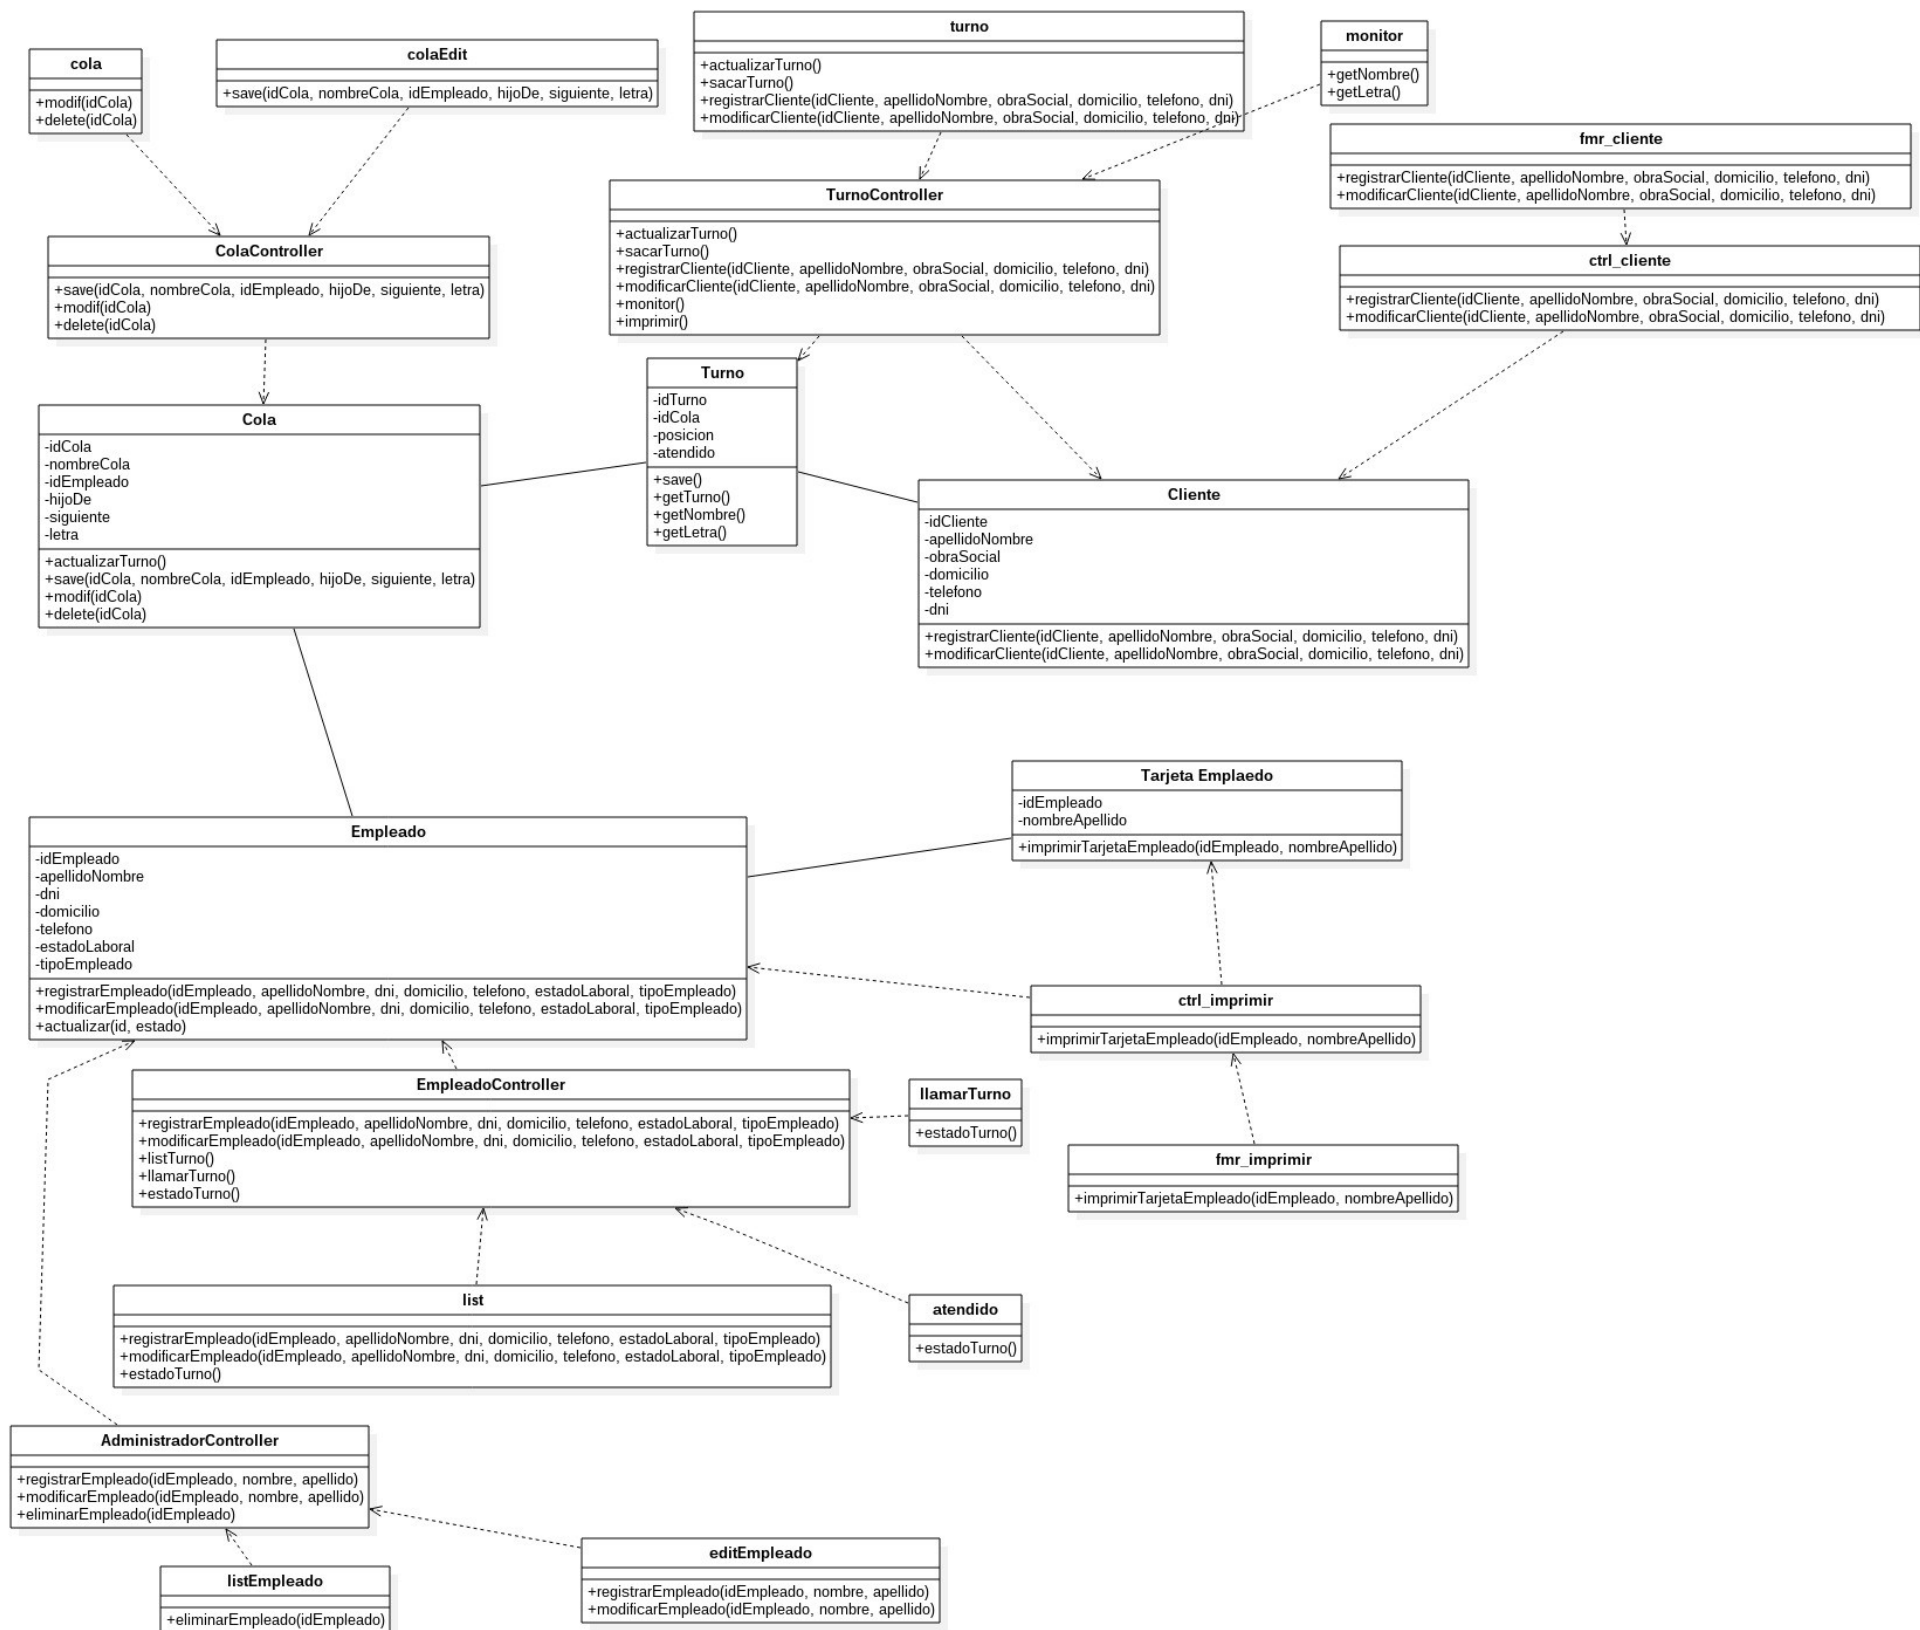 cola
+modif(idCola)
+delete(idCola)
colaEdit
+save(idCola, nombreCola, idEmpleado, hijoDe, siguiente, letra)
turno
+actualizarTurno()
+sacarTurno()
+registrarCliente(idCliente, apellidoNombre, obraSocial, domicilio, telefono, dni)
+modificarCliente(idCliente, apellidoNombre, obraSocial, domicilio, telefono, dni)
monitor
+getNombre()
+getLetra()
fmr_cliente
+registrarCliente(idCliente, apellidoNombre, obraSocial, domicilio, telefono, dni)
+modificarCliente(idCliente, apellidoNombre, obraSocial, domicilio, telefono, dni)
ColaController
+save(idCola, nombreCola, idEmpleado, hijoDe, siguiente, letra)
+modif(idCola)
+delete(idCola)
TurnoController
+actualizarTurno()
+sacarTurno()
+registrarCliente(idCliente, apellidoNombre, obraSocial, domicilio, telefono, dni)
+modificarCliente(idCliente, apellidoNombre, obraSocial, domicilio, telefono, dni)
+monitor()
+imprimir()
ctrl_cliente
+registrarCliente(idCliente, apellidoNombre, obraSocial, domicilio, telefono, dni)
+modificarCliente(idCliente, apellidoNombre, obraSocial, domicilio, telefono, dni)
Cola
-idCola
-nombreCola
-idEmpleado
-hijoDe
-siguiente
-letra
+actualizarTurno()
+save(idCola, nombreCola, idEmpleado, hijoDe, siguiente, letra)
+modif(idCola)
+delete(idCola)
Turno
-idTurno
-idCola
-posicion
-atendido
+save()
+getTurno()
+getNombre()
+getLetra()
Cliente
-idCliente
-apellidoNombre
-obraSocial
-domicilio
-telefono
-dni
+registrarCliente(idCliente, apellidoNombre, obraSocial, domicilio, telefono, dni)
+modificarCliente(idCliente, apellidoNombre, obraSocial, domicilio, telefono, dni)
Empleado
-idEmpleado
-apellidoNombre
-dni
-domicilio
-telefono
-estadoLaboral
-tipoEmpleado
+registrarEmpleado(idEmpleado, apellidoNombre, dni, domicilio, telefono, estadoLaboral, tipoEmpleado)
+modificarEmpleado(idEmpleado, apellidoNombre, dni, domicilio, telefono, estadoLaboral, tipoEmpleado)
+actualizar(id, estado)
Tarjeta Emplaedo
-idEmpleado
-nombreApellido
+imprimirTarjetaEmpleado(idEmpleado, nombreApellido)
ctrl_imprimir
+imprimirTarjetaEmpleado(idEmpleado, nombreApellido)
EmpleadoController
+registrarEmpleado(idEmpleado, apellidoNombre, dni, domicilio, telefono, estadoLaboral, tipoEmpleado)
+modificarEmpleado(idEmpleado, apellidoNombre, dni, domicilio, telefono, estadoLaboral, tipoEmpleado)
+listTurno()
+llamarTurno()
+estadoTurno()
llamarTurno
+estadoTurno()
fmr_imprimir
+imprimirTarjetaEmpleado(idEmpleado, nombreApellido)
list
+registrarEmpleado(idEmpleado, apellidoNombre, dni, domicilio, telefono, estadoLaboral, tipoEmpleado)
+modificarEmpleado(idEmpleado, apellidoNombre, dni, domicilio, telefono, estadoLaboral, tipoEmpleado)
+estadoTurno()
atendido
+estadoTurno()
AdministradorController
+registrarEmpleado(idEmpleado, nombre, apellido)
+modificarEmpleado(idEmpleado, nombre, apellido)
+eliminarEmpleado(idEmpleado)
listEmpleado
+eliminarEmpleado(idEmpleado)
editEmpleado
+registrarEmpleado(idEmpleado, nombre, apellido)
+modificarEmpleado(idEmpleado, nombre, apellido)